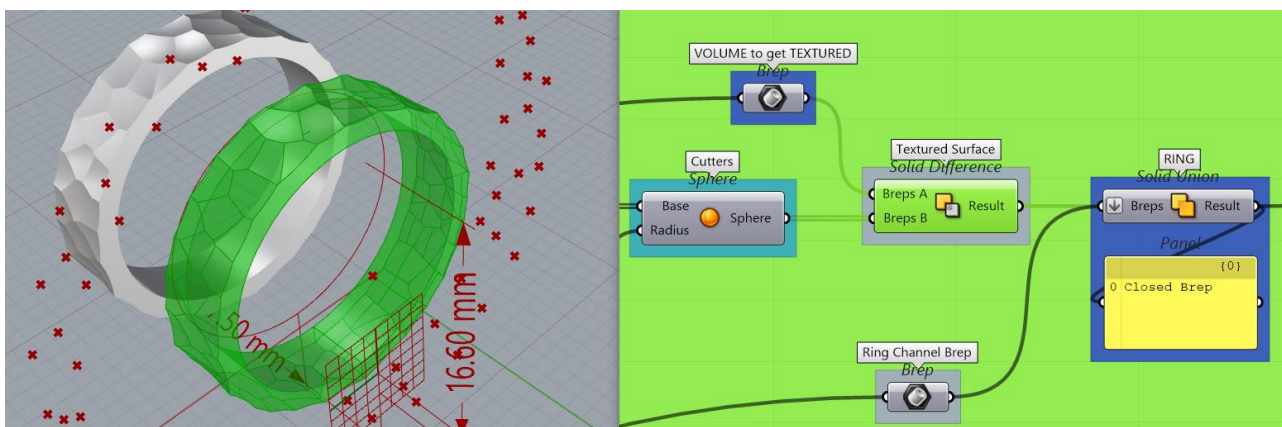 .50 mm
16.60 mm
VOLUME to get TEXTURED
Brep
Cutters
Sphere
Base
Radius
Sphere
Textured Surface
Solid Difference
Breps A
Breps B
Result
RING
Solid Union
Breps
Result
Panel
{0}
0 Closed Brep
Ring Channel Brep
Brep